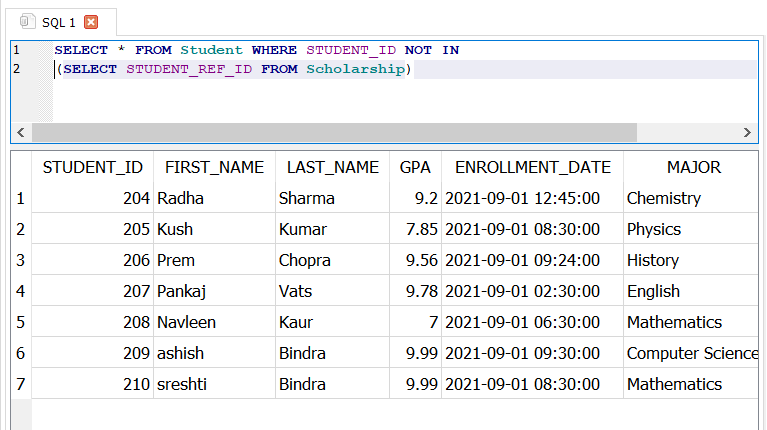 SQL 1
1 SELECT * FROM Student WHERE STUDENT_ID NOT IN
2 (SELECT STUDENT_REF_ID FROM Scholarship)
STUDENT_ID FIRST_NAME LAST_NAME GPA ENROLLMENT_DATE MAJOR
1 204 Radha Sharma 9.2 2021-09-01 12:45:00 Chemistry
2 205 Kush Kumar 7.85 2021-09-01 08:30:00 Physics
3 206 Prem Chopra 9.56 2021-09-01 09:24:00 History
4 207 Pankaj Vats 9.78 2021-09-01 02:30:00 English
5 208 Navleen Kaur 7 2021-09-01 06:30:00 Mathematics
6 209 ashish Bindra 9.99 2021-09-01 09:30:00 Computer Science
7 210 sreshti Bindra 9.99 2021-09-01 08:30:00 Mathematics